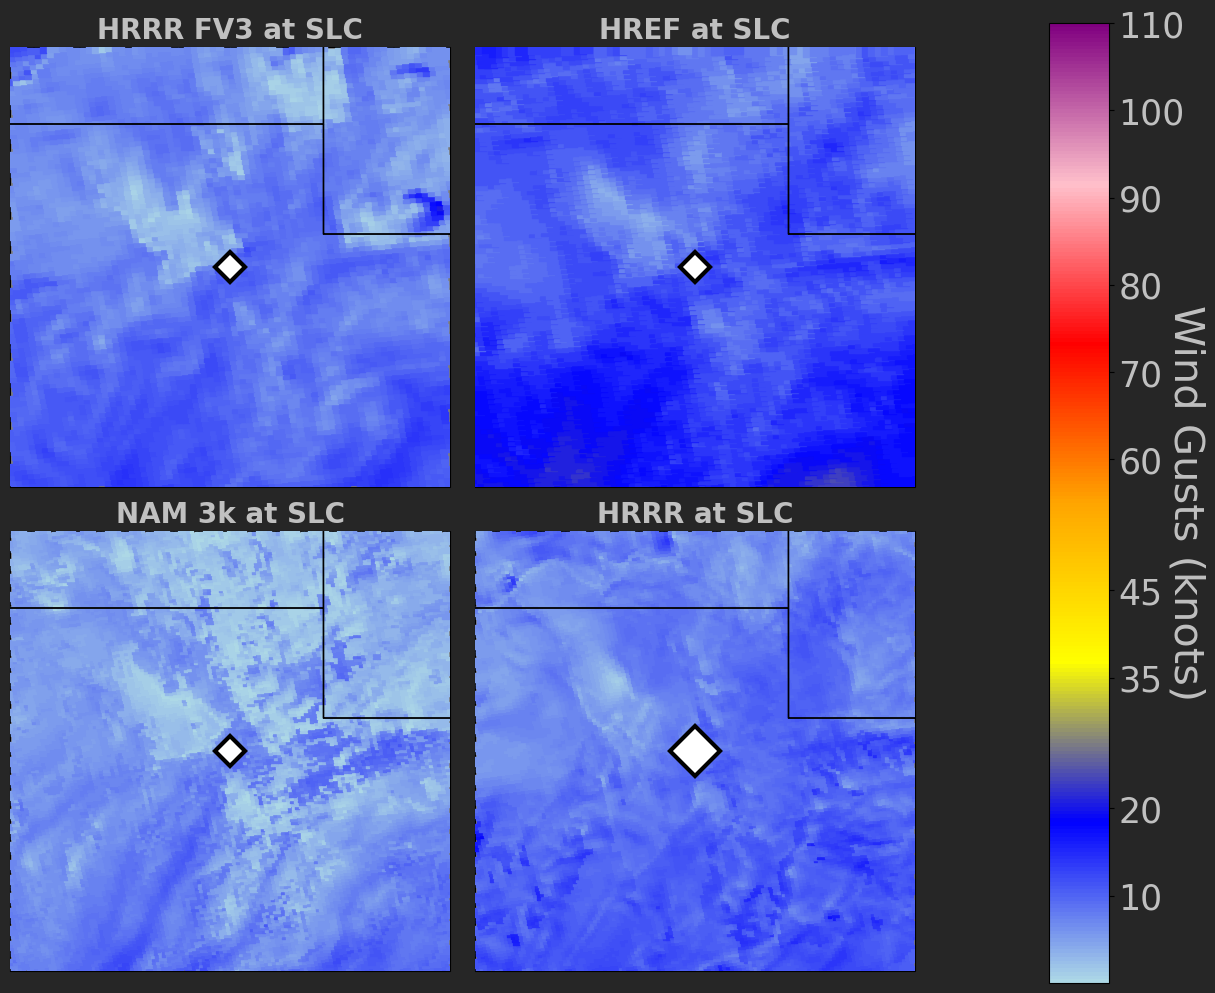 HRRR FV3 at SLC
HREF at SLC
NAM 3k at SLC
HRRR at SLC
110
100
90
80
70
60
45
35
20
10
Wind Gusts (knots)